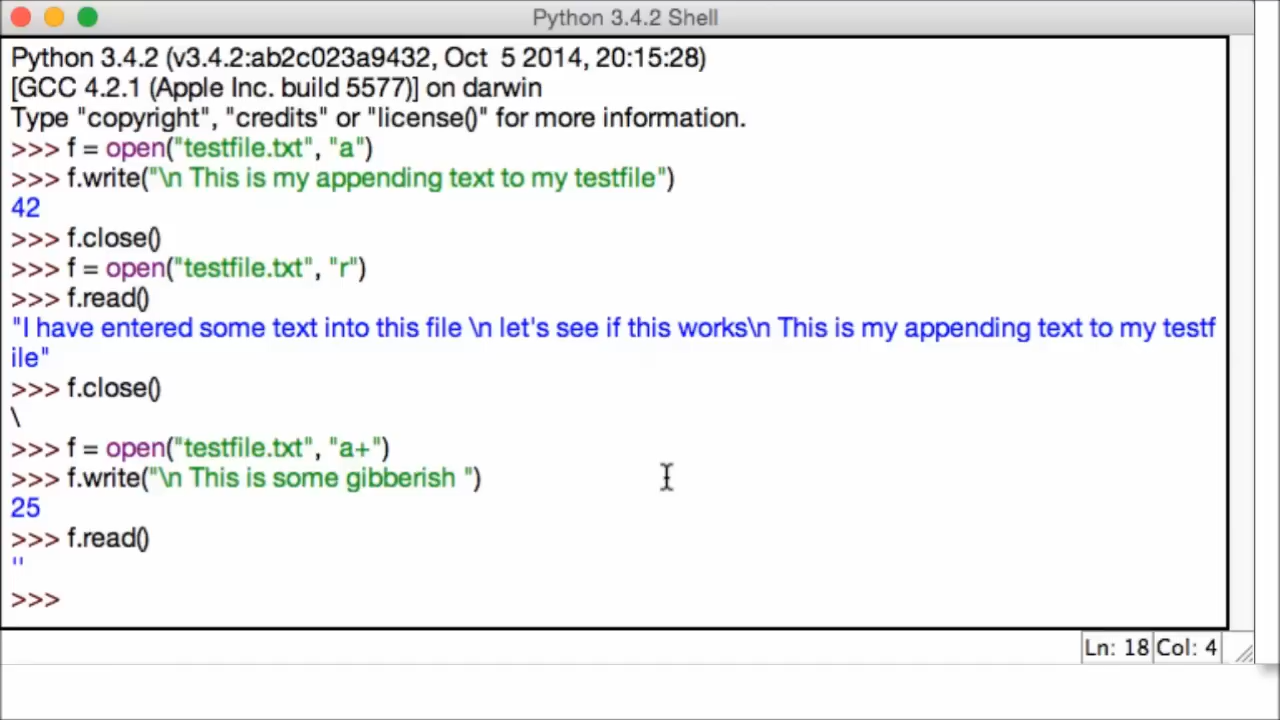 Python 3.4.2 Shell
Python 3.4.2 (v3.4.2:ab2c023a9432, Oct  5 2014, 20:15:28)
[GCC 4.2.1 (Apple Inc. build 5577)] on darwin
Type "copyright", "credits" or "license()" for more information.
>>> f = open("testfile.txt", "a")
>>> f.write("\n This is my appending text to my testfile")
42
>>> f.close()
>>> f = open("testfile.txt", "r")
>>> f.read()
"I have entered some text into this file \n let's see if this works\n This is my appending text to my testf
ile"
>>> f.close()
\
>>> f = open("testfile.txt", "a+")
>>> f.write("\n This is some gibberish ")
25
>>> f.read()
''
>>>
Ln: 18 Col: 4